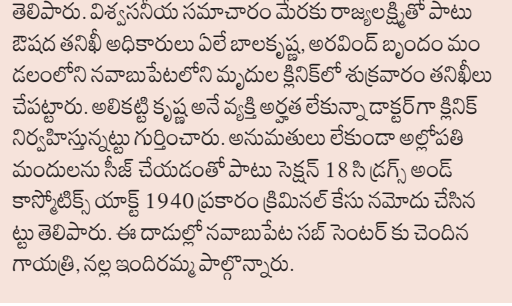 తెలిపారు. విశ్వసనీయ సమాచారం మేరకు రాజ్యలక్ష్మితో పాటు
ఔషద తనిఖీ అధికారులు ఏలే బాలకృష్ణ, అరవింద్ బృందం మం
డలంలోని నవాబుపేటలోని మృదుల క్లినిక్‌లో శుక్రవారం తనిఖీలు
చేపట్టారు. అలికట్టి కృష్ణ అనే వ్యక్తి అర్హత లేకున్నా డాక్టర్‌గా క్లినిక్
నిర్వహిస్తున్నట్టు గుర్తించారు. అనుమతులు లేకుండా అల్లోపతి
మందులను సీజ్ చేయడంతో పాటు సెక్షన్ 18 సి డ్రగ్స్ అండ్
కాస్మోటిక్స్ యాక్ట్ 1940 ప్రకారం క్రిమినల్ కేసు నమోదు చేసిన
ట్టు తెలిపారు. ఈ దాడుల్లో నవాబుపేట సబ్ సెంటర్ కు చెందిన
గాయత్రి, నల్ల ఇందిరమ్మ పాల్గొన్నారు.